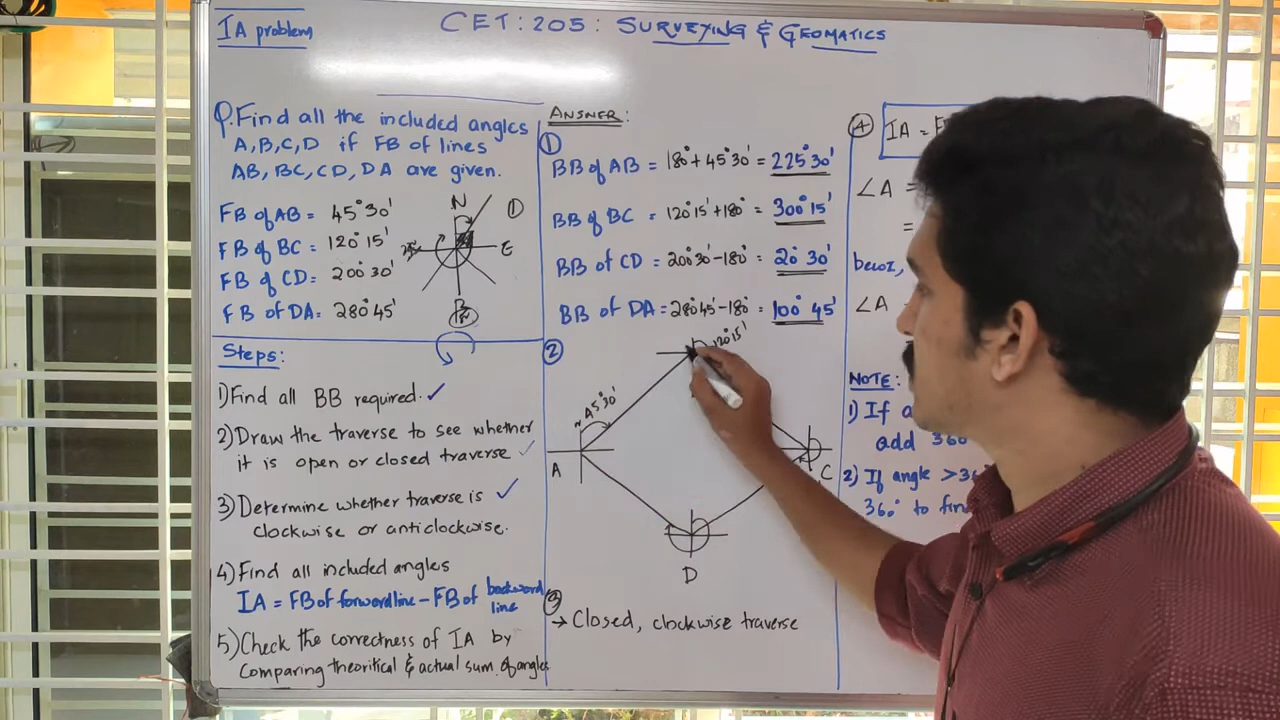 IA problem
CET:205: SURVEYING & GEOMATICS
Q. Find all the included angles
A,B,C,D if FB of lines
AB, BC, CD, DA are given.
FB of AB = 45°30'
FB of BC = 120°15'
FB of CD = 200°30'
FB of DA = 280°45'
N
E
①
Steps:
1) Find all BB required. ✓
2) Draw the traverse to see whether
it is open or closed traverse ✓
3) Determine whether traverse is ✓
clockwise or anticlockwise.
4) Find all included angles
IA = FB of forward line - FB of backward
line
5) Check the correctness of IA by
Comparing theoritical & actual sum. of angles
ANSWER:
①
BB of AB = 180°+45°30' = 225°30'
BB of BC = 120°15'+180° = 300°15'
BB of CD = 200°30'-180° = 20°30'
BB of DA = 280°45'-180° = 100°45'
②
120°15'
45°30'
A
C
D
③
→ Closed, clockwise traverse
④
IA = F
∠A =
=
∠A =
NOTE:
1) If a
add 360
2) If angle >36
360° to fin